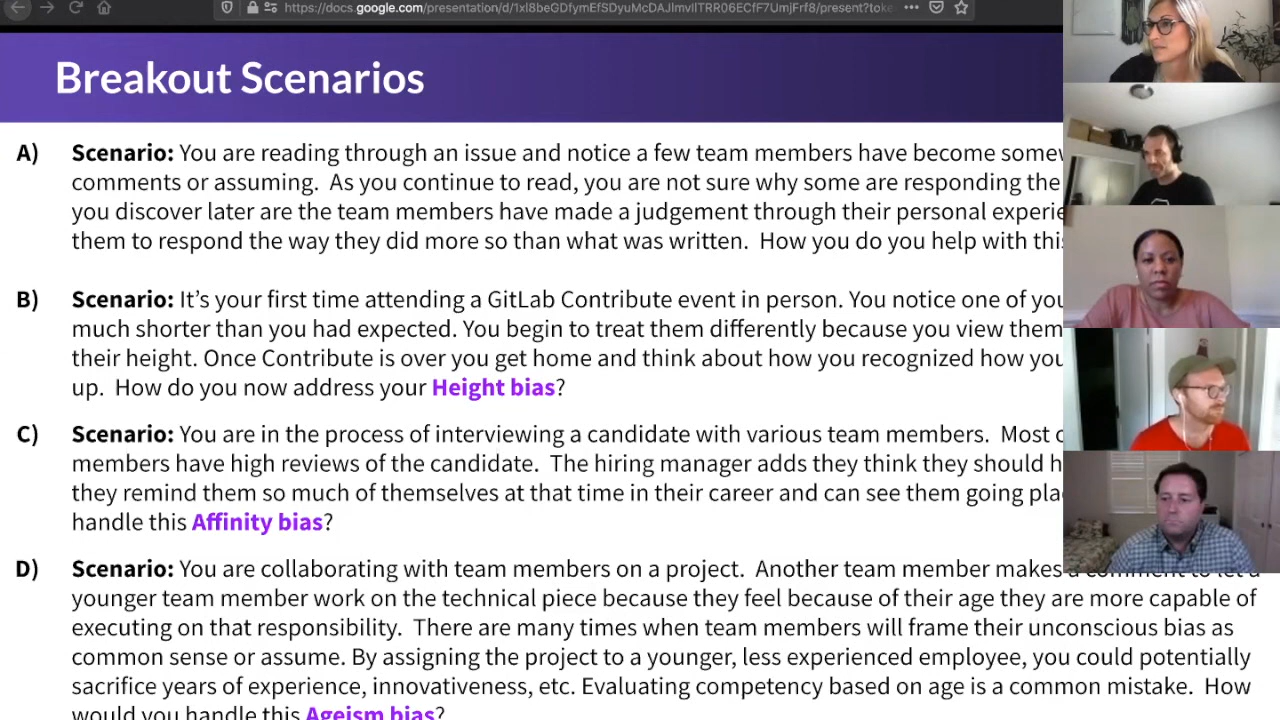 https://docs.google.com/presentation/d/1xl8beGDfymEfSDyuMcDAJlmvllTRR06ECfF7UmjFrf8/present?toke
Breakout Scenarios
A) Scenario: You are reading through an issue and notice a few team members have become
comments or assuming. As you continue to read, you are not sure why some are responding the
you discover later are the team members have made a judgement through their personal
them to respond the way they did more so than what was written. How you do you help with
B) Scenario: It's your first time attending a GitLab Contribute event in person. You notice one of
much shorter than you had expected. You begin to treat them differently because you view them
their height. Once Contribute is over you get home and think about how you recognized how
up. How do you now address your Height bias?
C) Scenario: You are in the process of interviewing a candidate with various team members. Most
members have high reviews of the candidate. The hiring manager adds they think they should
they remind them so much of themselves at that time in their career and can see them going
handle this Affinity bias?
D) Scenario: You are collaborating with team members on a project. Another team member makes a comment to let a
younger team member work on the technical piece because they feel because of their age they are more capable of
executing on that responsibility. There are many times when team members will frame their unconscious bias as
common sense or assume. By assigning the project to a younger, less experienced employee, you could potentially
sacrifice years of experience, innovativeness, etc. Evaluating competency based on age is a common mistake. How
would you handle this Ageism bias?